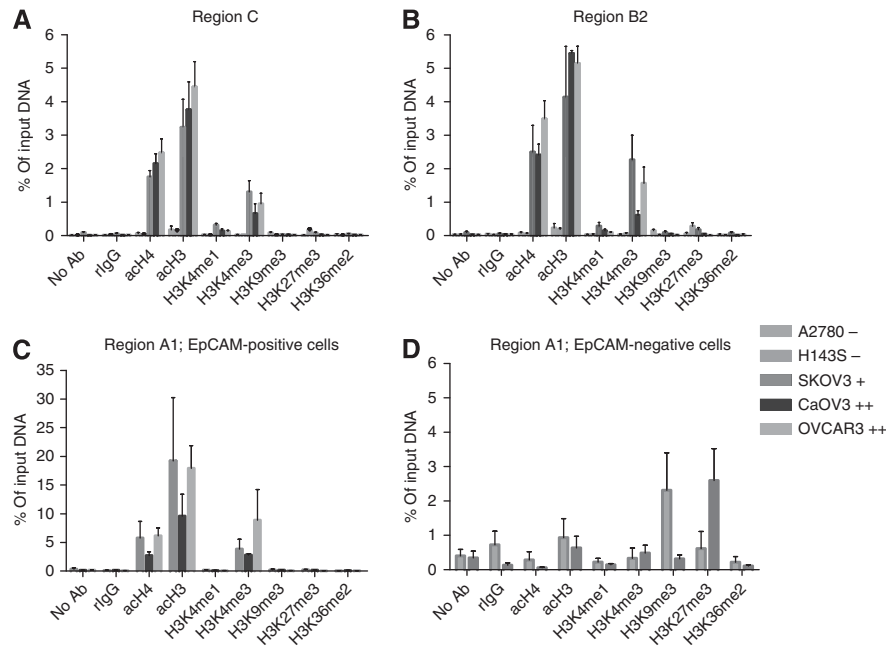 A
Region C
% Of input DNA
6
5
4
3
2
1
0
No Ab
rIgG
acH4
acH3
H3K4me1
H3K4me3
H3K9me3
H3K27me3
H3K36me2
B
Region B2
% Of input DNA
6
5
4
3
2
1
0
No Ab
rIgG
acH4
acH3
H3K4me1
H3K4me3
H3K9me3
H3K27me3
H3K36me2
C
Region A1; EpCAM-positive cells
% Of input DNA
35
30
25
20
15
10
5
0
No Ab
rIgG
acH4
acH3
H3K4me1
H3K4me3
H3K9me3
H3K27me3
H3K36me2
D
Region A1; EpCAM-negative cells
% Of input DNA
6
5
4
3
2
1
0
No Ab
rIgG
acH4
acH3
H3K4me1
H3K4me3
H3K9me3
H3K27me3
H3K36me2
A2780 –
H143S –
SKOV3 +
CaOV3 ++
OVCAR3 ++